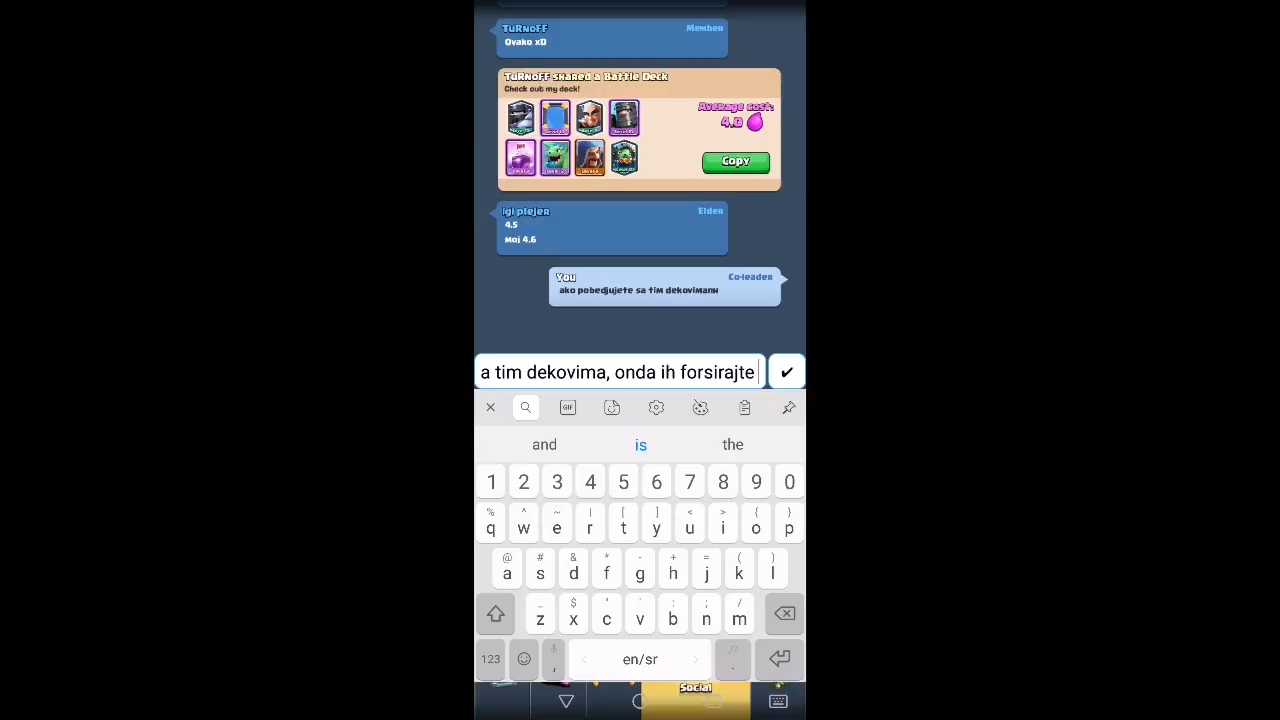 TuRnoFF Member
Ovako xD
TuRnoFF shared a Battle Deck
Check out my deck!
Average cost:
4.0
Copy
igi plejer Elder
4.5
Moj 4,6
You Co-leader
ako pobedjujete sa tim dekovimanh
a tim dekovima, onda ih forsirajte ✔
GIF
and is the
1 2 3 4 5 6 7 8 9 0
% ^ ~ | [ ] < > { }
q w e r t y u i o p
@ # & * - + = ( )
a s d f g h j k l
_ $ " ' : ; /
z x c v b n m
123 , en/sr .
Social